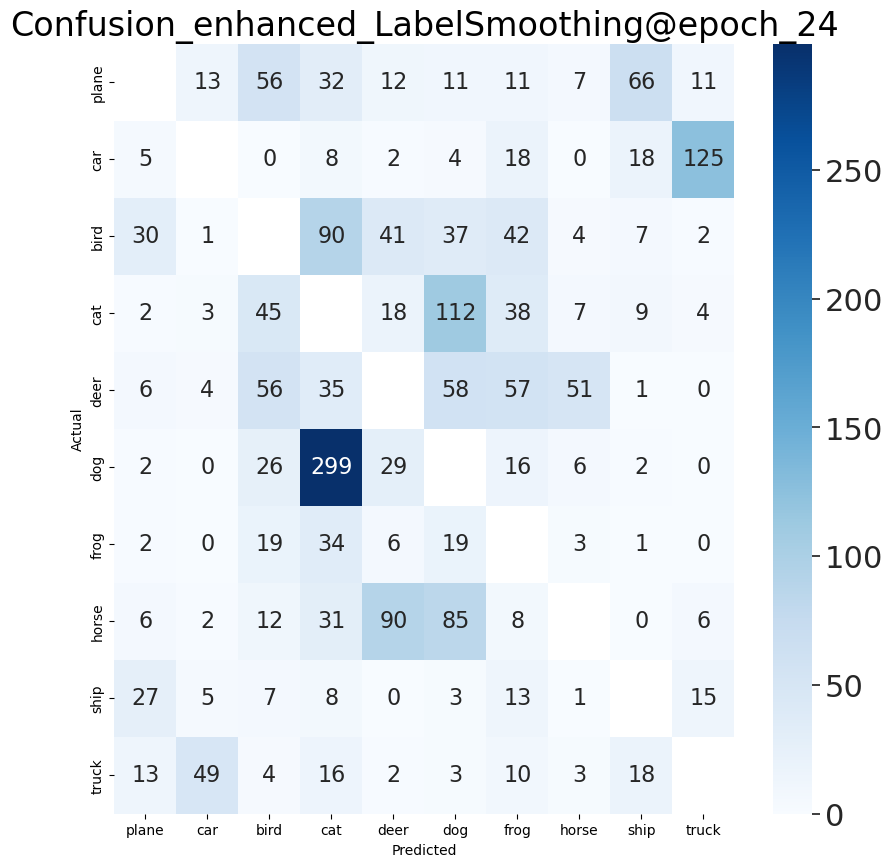 Confusion_enhanced_LabelSmoothing@epoch_24
plane 13 56 32 12 11 11 7 66 11
car 5 0 8 2 4 18 0 18 125
bird 30 1 90 41 37 42 4 7 2
cat 2 3 45 18 112 38 7 9 4
deer 6 4 56 35 58 57 51 1 0
dog 2 0 26 299 29 16 6 2 0
frog 2 0 19 34 6 19 3 1 0
horse 6 2 12 31 90 85 8 0 6
ship 27 5 7 8 0 3 13 1 15
truck 13 49 4 16 2 3 10 3 18
Actual
plane car bird cat deer dog frog horse ship truck
Predicted
250
200
150
100
50
0